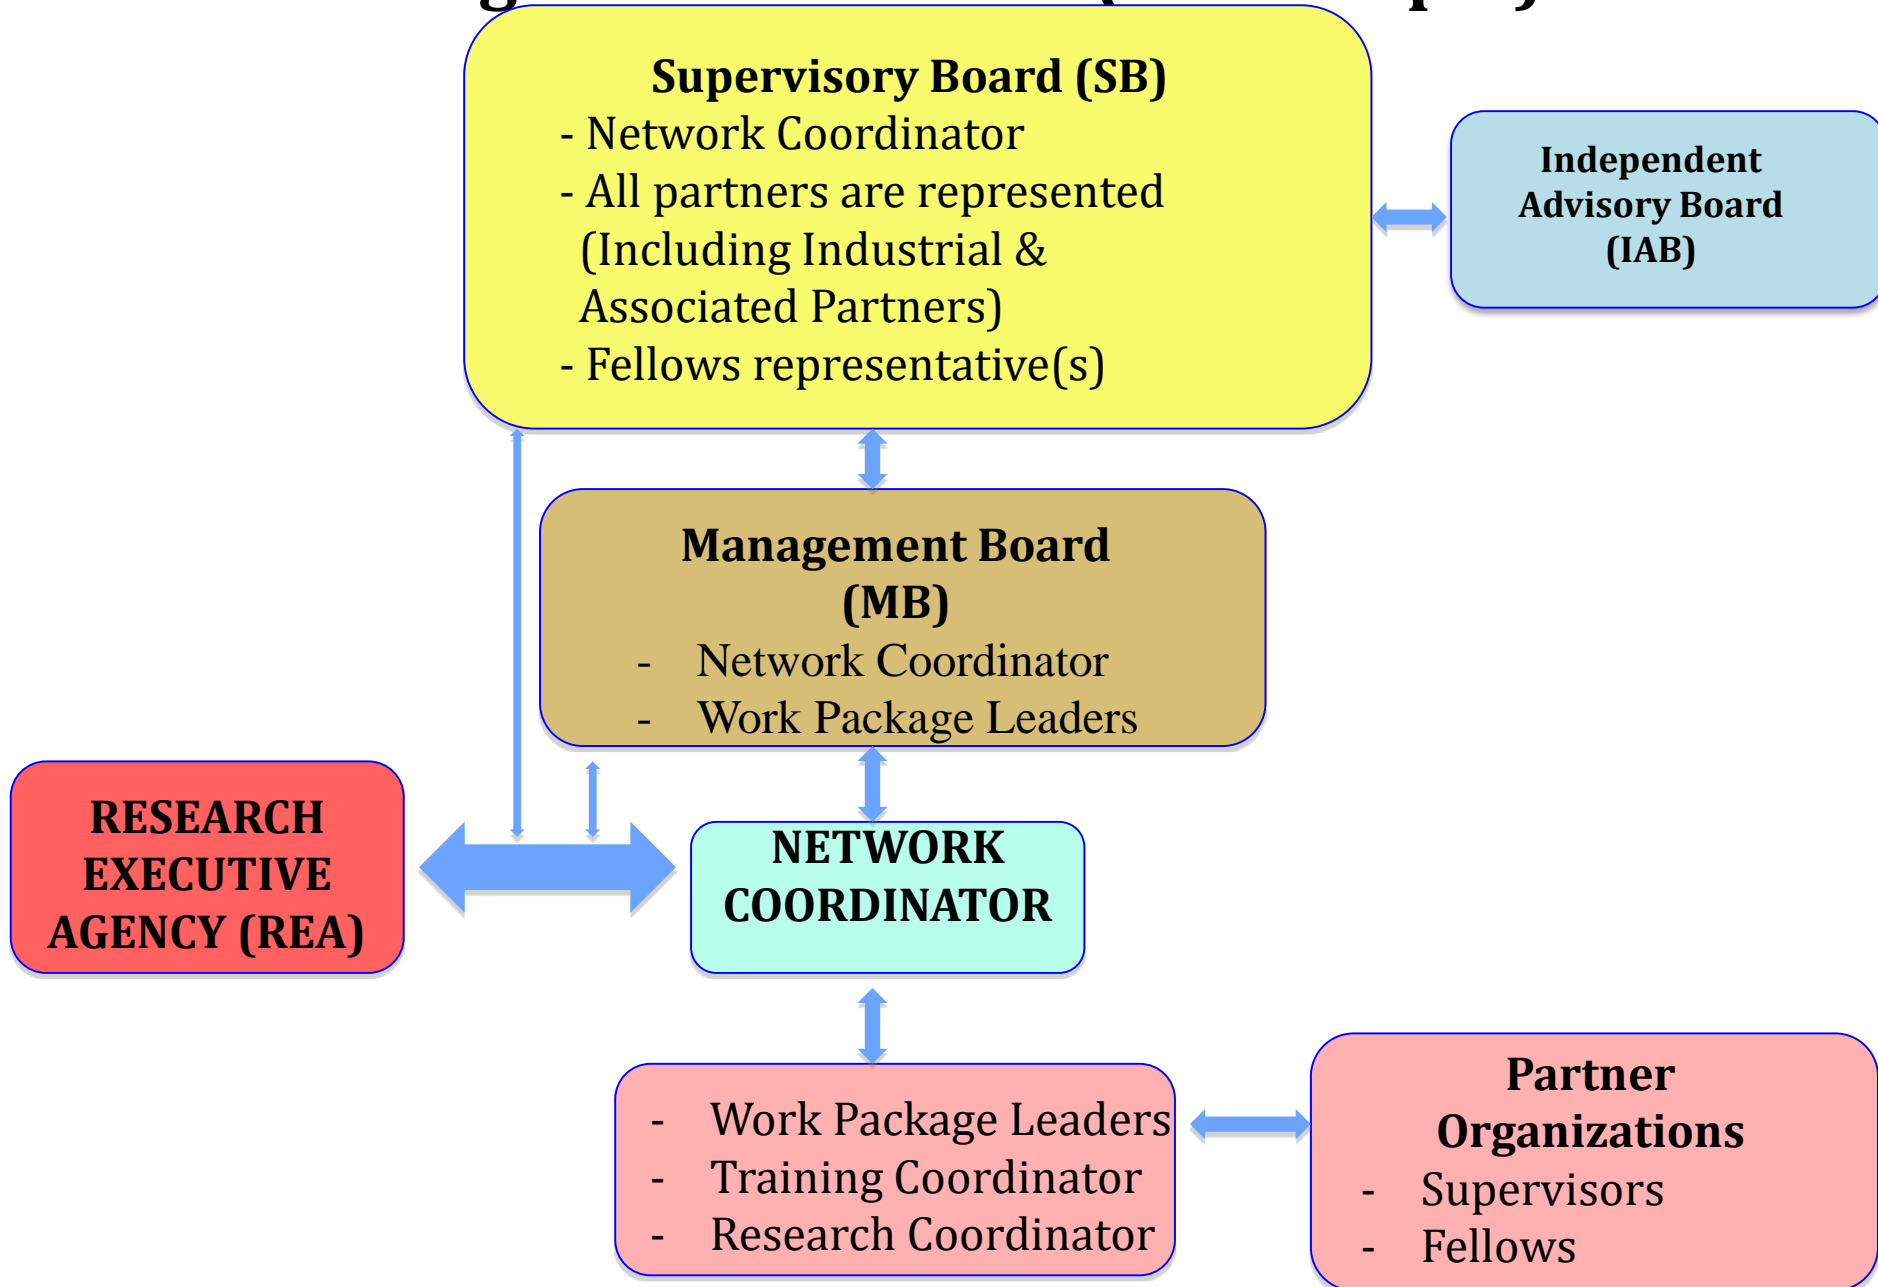 Supervisory Board (SB)
- Network Coordinator
- All partners are represented
(Including Industrial &
Associated Partners)
- Fellows representative(s)
Independent
Advisory Board
(IAB)
Management Board
(MB)
- Network Coordinator
- Work Package Leaders
RESEARCH
EXECUTIVE
AGENCY (REA)
NETWORK
COORDINATOR
- Work Package Leaders
- Training Coordinator
- Research Coordinator
Partner
Organizations
- Supervisors
- Fellows